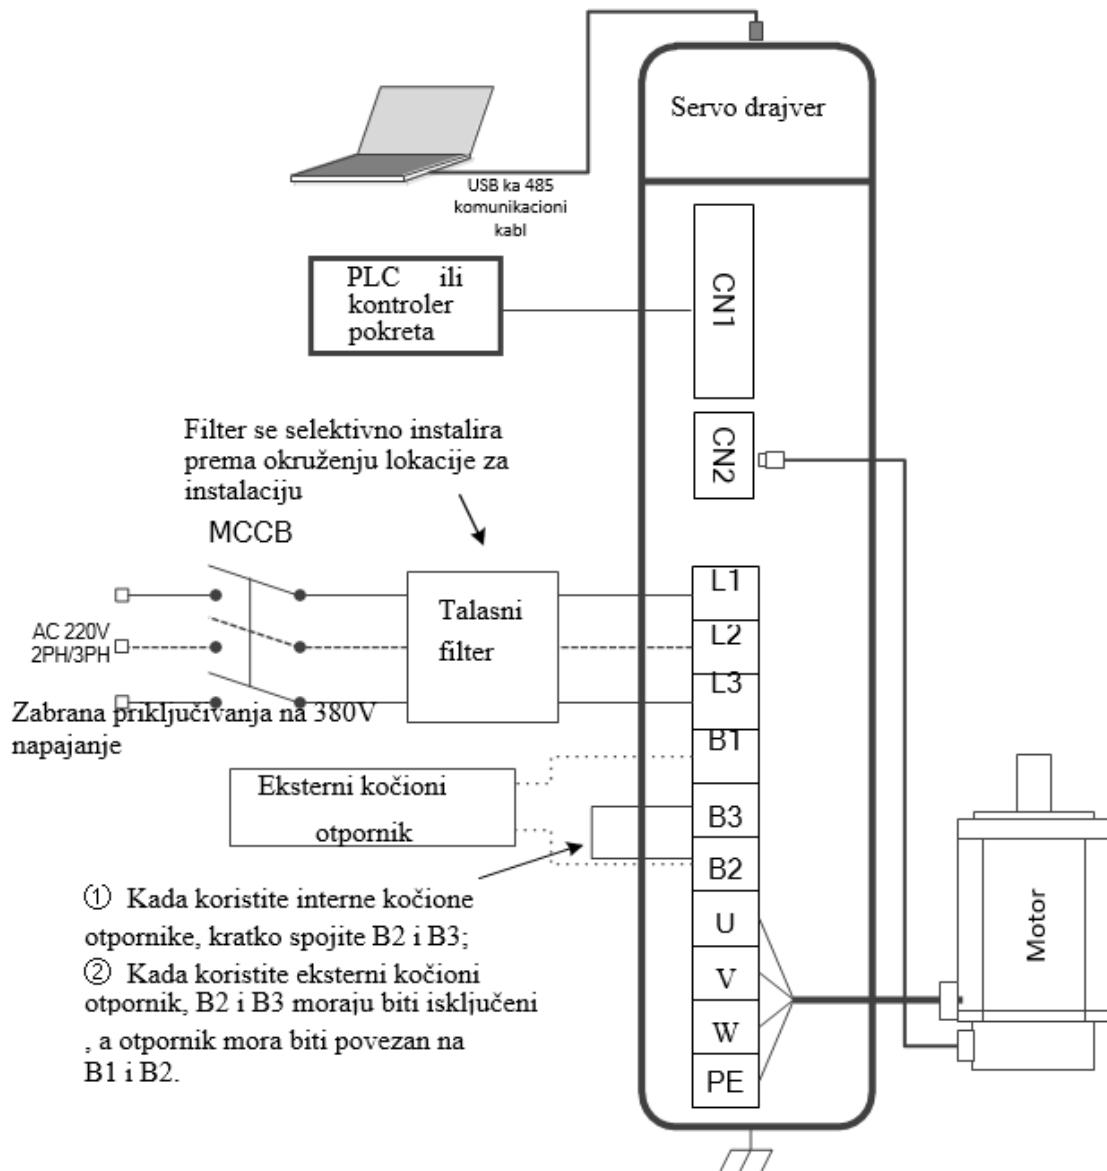 Servo drajver
USB ka 485
komunikacioni
kabl
PLC ili
kontroler
pokreta
CN1
CN2
Filter se selektivno instalira
prema okruženju lokacije za
instalaciju
MCCB
AC 220V
2PH/3PH
Talasni
filter
Zabrana priključivanja na 380V
napajanje
L1
L2
L3
B1
B3
B2
U
V
W
PE
Eksterni kočioni
otpornik
① Kada koristite interne kočione
otpornike, kratko spojite B2 i B3;
② Kada koristite eksterni kočioni
otpornik, B2 i B3 moraju biti isključeni
, a otpornik mora biti povezan na
B1 i B2.
Motor